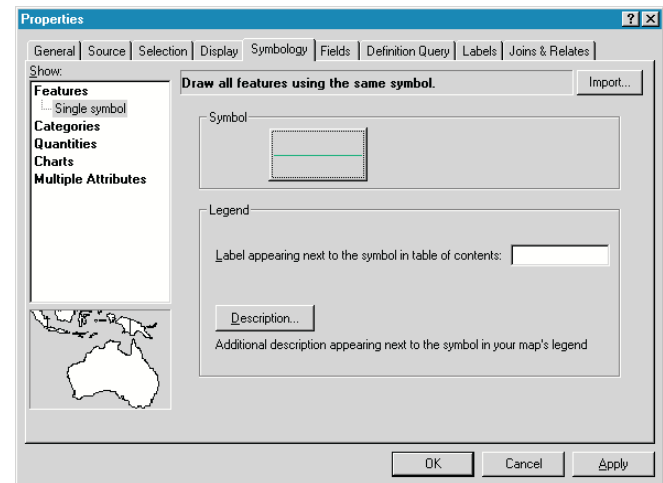 Properties
General Source Selection Display Symbology Fields Definition Query Labels Joins & Relates
Show:
Features
Single symbol
Categories
Quantities
Charts
Multiple Attributes
Draw all features using the same symbol.
Import...
Symbol
Legend
Label appearing next to the symbol in table of contents:
Description...
Additional description appearing next to the symbol in your map's legend
OK Cancel Apply